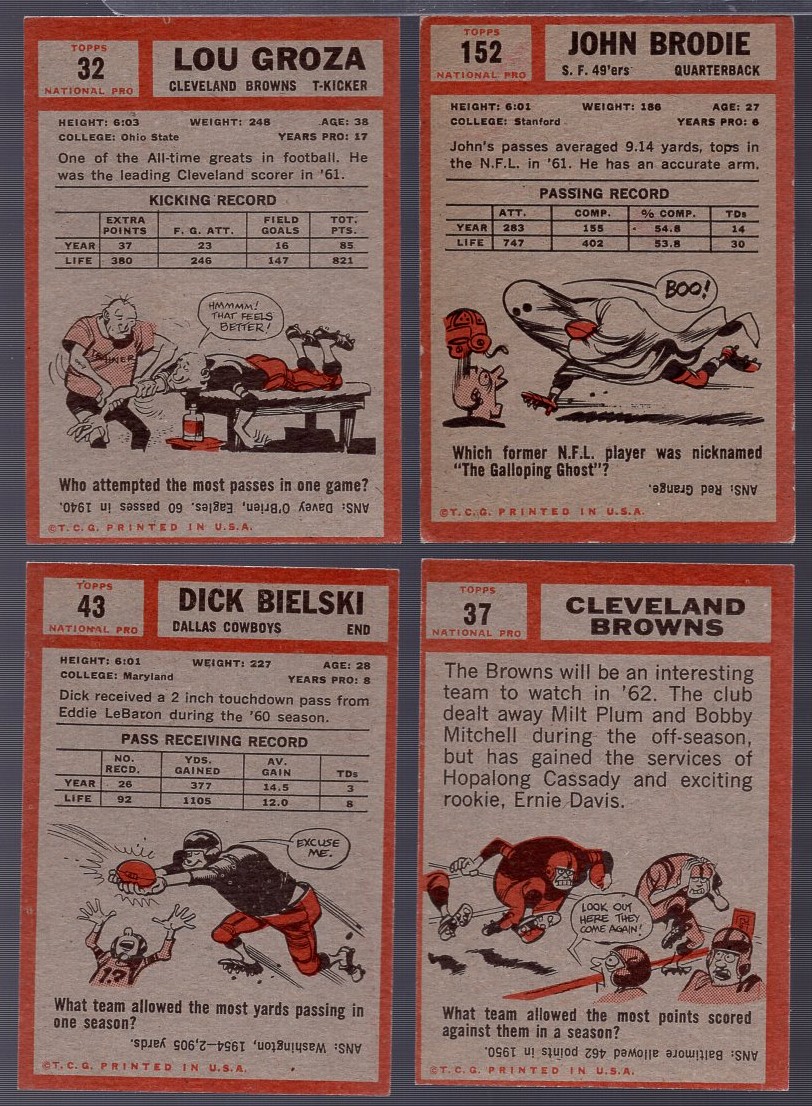 TOPPS
32
NATIONAL PRO
LOU GROZA
CLEVELAND BROWNS T-KICKER
HEIGHT: 6:03 WEIGHT: 248 AGE: 38
COLLEGE: Ohio State YEARS PRO: 17
One of the All-time greats in football. He
was the leading Cleveland scorer in '61.
KICKING RECORD
EXTRA POINTS F. G. ATT. FIELD GOALS TOT. PTS.
YEAR 37 23 16 85
LIFE 380 246 147 821
HMMMM!
THAT FEELS
BETTER!
TRAINER
Who attempted the most passes in one game?
ANS: Davey O'Brien, Eagles. 60 passes in 1940.
©T.C.G. PRINTED IN U.S.A.
TOPPS
152
NATIONAL PRO
JOHN BRODIE
S. F. 49'ers QUARTERBACK
HEIGHT: 6:01 WEIGHT: 186 AGE: 27
COLLEGE: Stanford YEARS PRO: 6
John's passes averaged 9.14 yards, tops in
the N.F.L. in '61. He has an accurate arm.
PASSING RECORD
ATT. COMP. % COMP. TDs
YEAR 283 155 54.8 14
LIFE 747 402 53.8 30
BOO!
Which former N.F.L. player was nicknamed
"The Galloping Ghost"?
ANS: Red Grange.
©T.C.G. PRINTED IN U.S.A.
TOPPS
43
NATIONAL PRO
DICK BIELSKI
DALLAS COWBOYS END
HEIGHT: 6:01 WEIGHT: 227 AGE: 28
COLLEGE: Maryland YEARS PRO: 8
Dick received a 2 inch touchdown pass from
Eddie LeBaron during the '60 season.
PASS RECEIVING RECORD
NO. RECD. YDS. GAINED AV. GAIN TDs
YEAR 26 377 14.5 3
LIFE 92 1105 12.0 8
EXCUSE
ME.
What team allowed the most yards passing in
one season?
ANS: Washington, 1954—2,905 yards.
©T.C.G. PRINTED IN U.S.A.
TOPPS
37
NATIONAL PRO
CLEVELAND
BROWNS
The Browns will be an interesting
team to watch in '62. The club
dealt away Milt Plum and Bobby
Mitchell during the off-season,
but has gained the services of
Hopalong Cassady and exciting
rookie, Ernie Davis.
LOOK OUT
HERE THEY
COME AGAIN!
What team allowed the most points scored
against them in a season?
ANS: Baltimore allowed 462 points in 1950.
©T.C.G. PRINTED IN U.S.A.